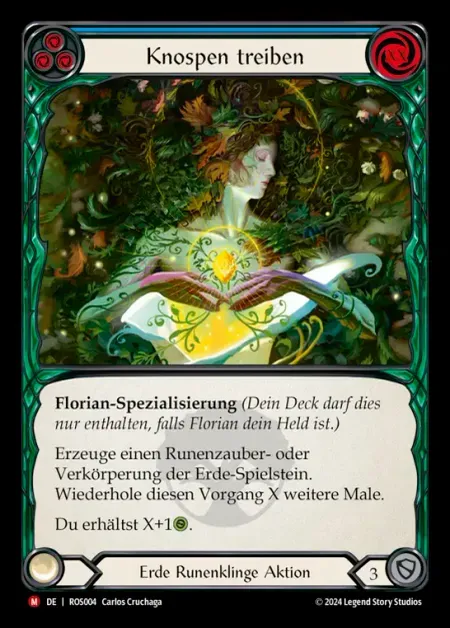 XX
Knospen treiben
Florian-Spezialisierung (Dein Deck darf dies
nur enthalten, falls Florian dein Held ist.)
Erzeuge einen Runenzauber- oder
Verkörperung der Erde-Spielstein.
Wiederhole diesen Vorgang X weitere Male.
Du erhältst X+1
Erde Runenklinge Aktion
3
M DE | ROS004 Carlos Cruchaga
© 2024 Legend Story Studios